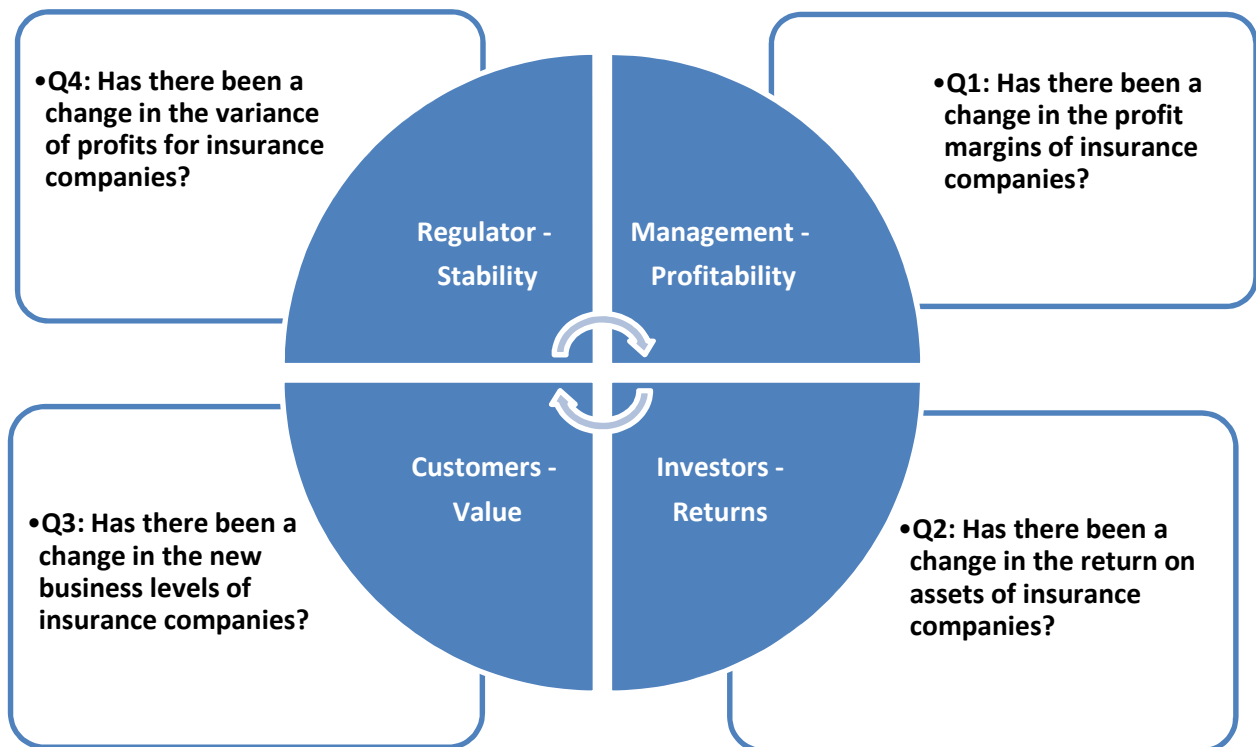 •Q4: Has there been a
change in the variance
of profits for insurance
companies?
•Q1: Has there been a
change in the profit
margins of insurance
companies?
Regulator -
Stability
Management -
Profitability
Customers -
Value
Investors -
Returns
•Q3: Has there been a
change in the new
business levels of
insurance companies?
•Q2: Has there been a
change in the return on
assets of insurance
companies?